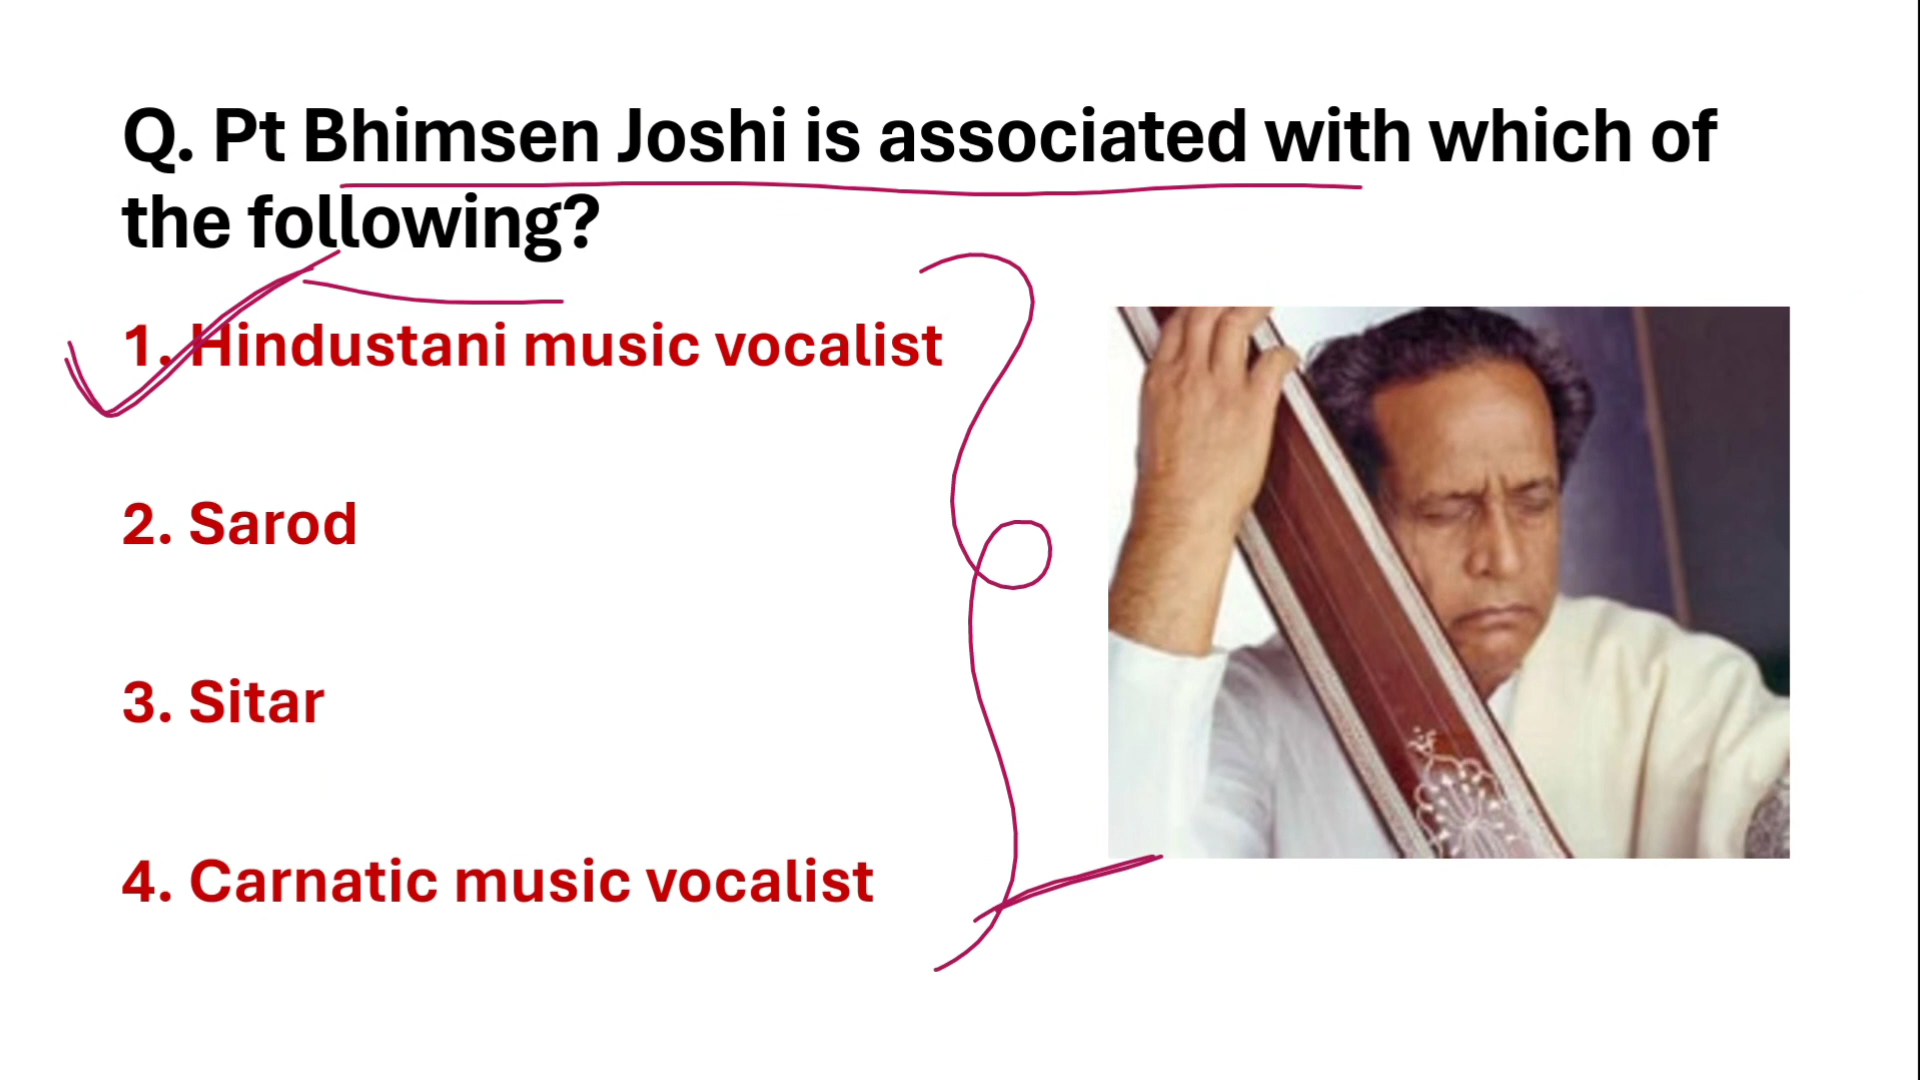 Q. Pt Bhimsen Joshi is associated with which of
the following?
1. Hindustani music vocalist
2. Sarod
3. Sitar
4. Carnatic music vocalist